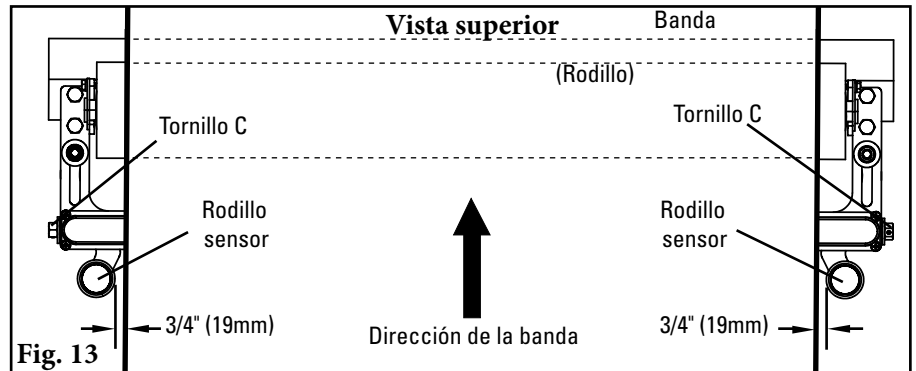 Vista superior
Banda
(Rodillo)
Tornillo C
Tornillo C
Rodillo
sensor
Rodillo
sensor
3/4" (19mm)
Dirección de la banda
3/4" (19mm)
Fig. 13